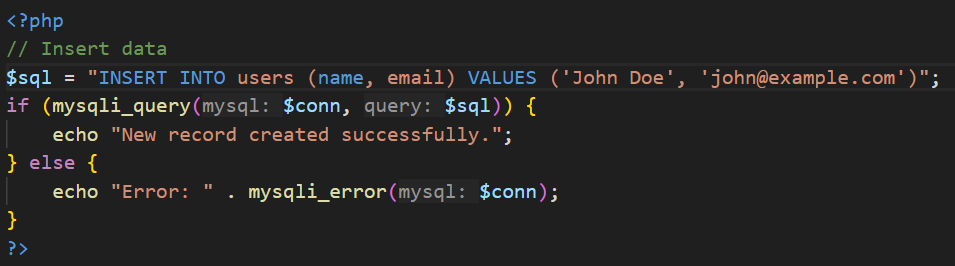 <?php
// Insert data
$sql = "INSERT INTO users (name, email) VALUES ('John Doe', 'john@example.com')";
if (mysqli_query(mysql: $conn, query: $sql)) {
    echo "New record created successfully.";
} else {
    echo "Error: " . mysqli_error(mysql: $conn);
}
?>